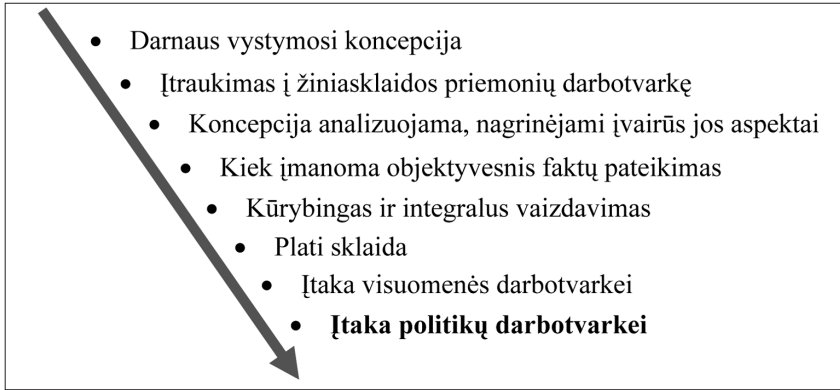 • Darnaus vystymosi koncepcija
• Įtraukimas į žiniasklaidos priemonių darbotvarkę
• Koncepcija analizuojama, nagrinėjami įvairūs jos aspektai
• Kiek įmanoma objektyvesnis faktų pateikimas
• Kūrybingas ir integralus vaizdavimas
• Plati sklaida
• Įtaka visuomenės darbotvarkei
• Įtaka politikų darbotvarkei